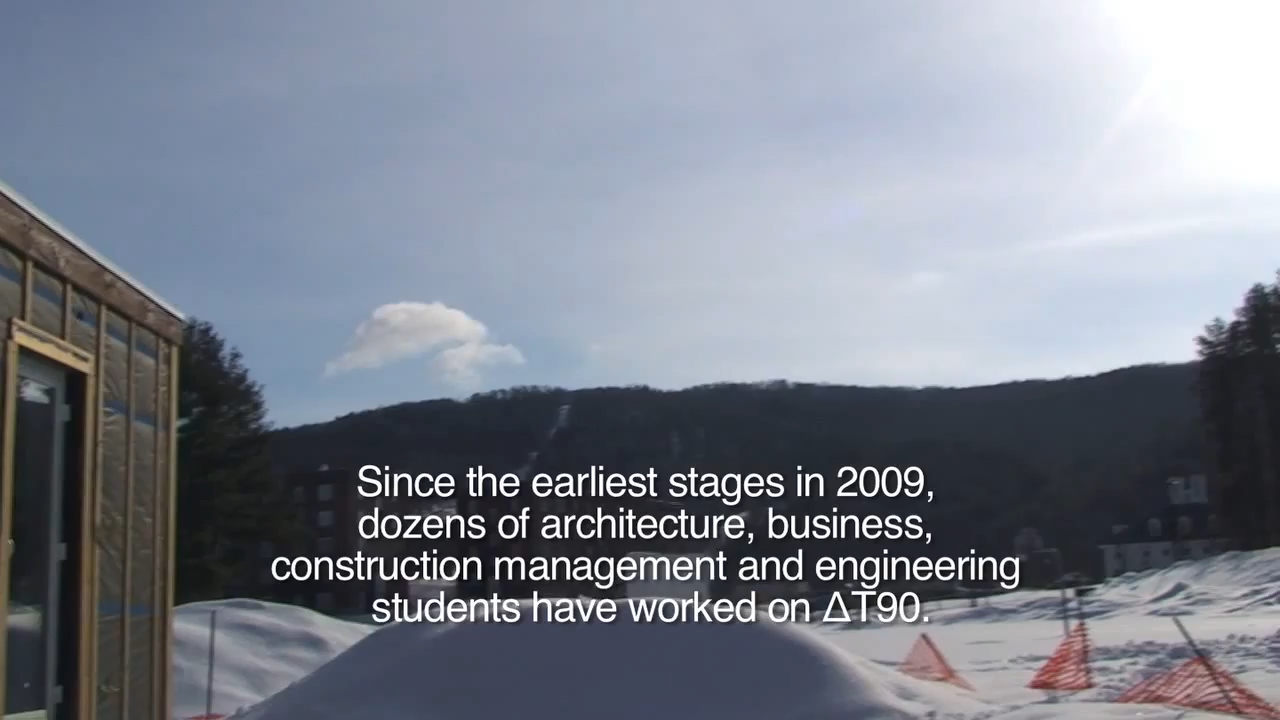 Since the earliest stages in 2009,
dozens of architecture, business,
construction management and engineering
students have worked on ΔT90.